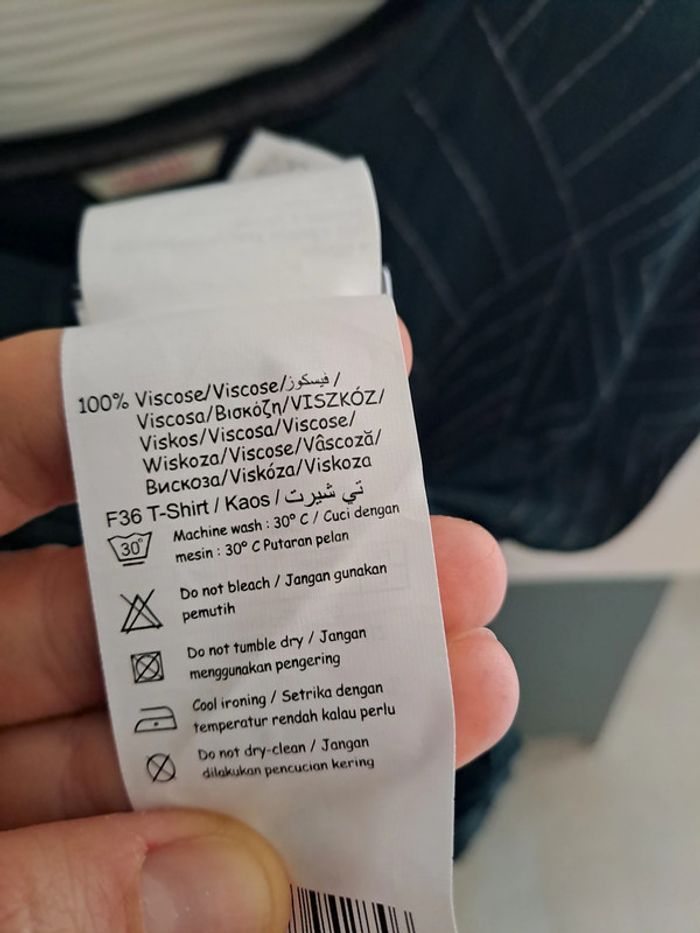 100% Viscose/Viscose/فيسكوز/
Viscosa/Βισκόζη/VISZKÓZ/
Viskos/Viscosa/Viscose/
Wiskoza/Viscose/Vâscoză/
Вискоза/Viskóza/Viskoza
F36 T-Shirt / Kaos / تي شيرت
30°
Machine wash : 30° C / Cuci dengan
mesin : 30° C Putaran pelan
Do not bleach / Jangan gunakan
pemutih
Do not tumble dry / Jangan
menggunakan pengering
Cool ironing / Setrika dengan
temperatur rendah kalau perlu
Do not dry-clean / Jangan
dilakukan pencucian kering